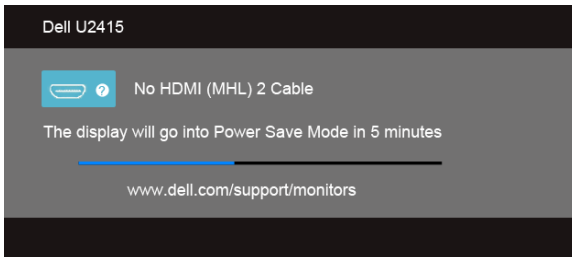 Dell U2415
No HDMI (MHL) 2 Cable
The display will go into Power Save Mode in 5 minutes
www.dell.com/support/monitors